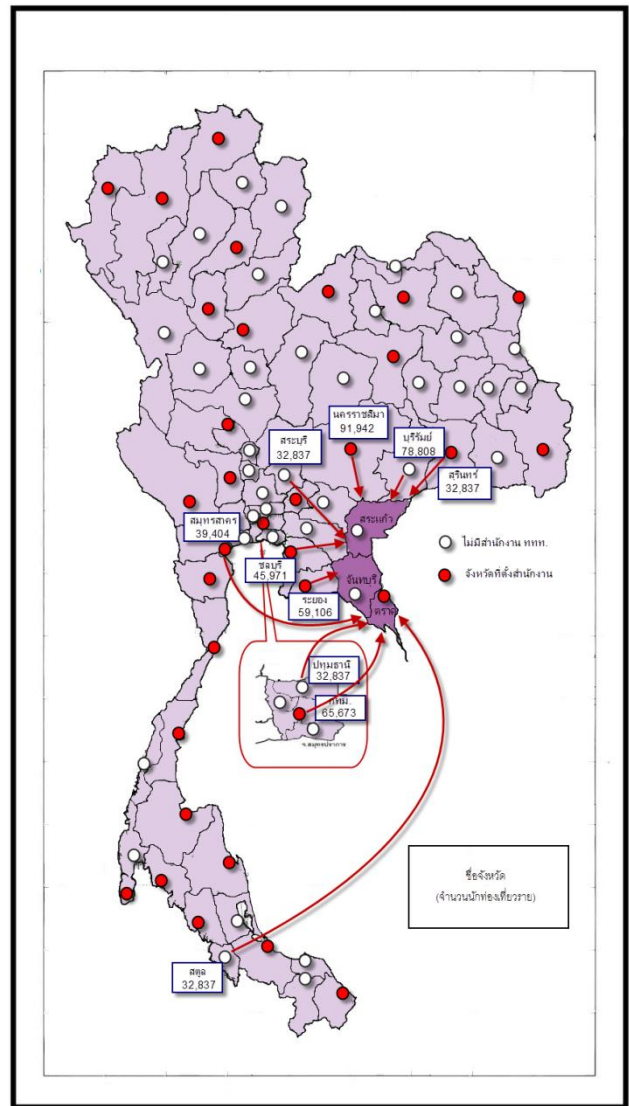 นครราชสีมา
91,942
สระบุรี
32,837
บุรีรัมย์
78,808
สุรินทร์
32,837
สมุทรสาคร
39,404
สระแก้ว
ไม่มีสำนักงาน ททท.
ชลบุรี
45,971
จันทบุรี
จังหวัดที่ตั้งสำนักงาน
ระยอง
59,106
ตราด
ปทุมธานี
32,837
กทม.
65,673
จ.สมุทรปราการ
ชื่อจังหวัด
(จำนวนนักท่องเที่ยวราย)
สตูล
32,837